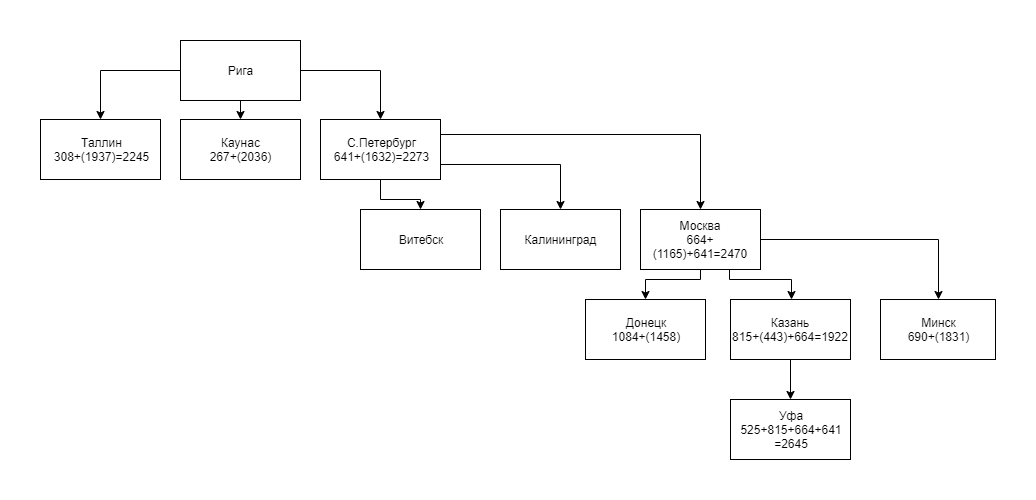 Рига
Таллин
308+(1937)=2245
Каунас
267+(2036)
С.Петербург
641+(1632)=2273
Витебск
Калининград
Москва
664+
(1165)+641=2470
Донецк
1084+(1458)
Казань
815+(443)+664=1922
Минск
690+(1831)
Уфа
525+815+664+641
=2645